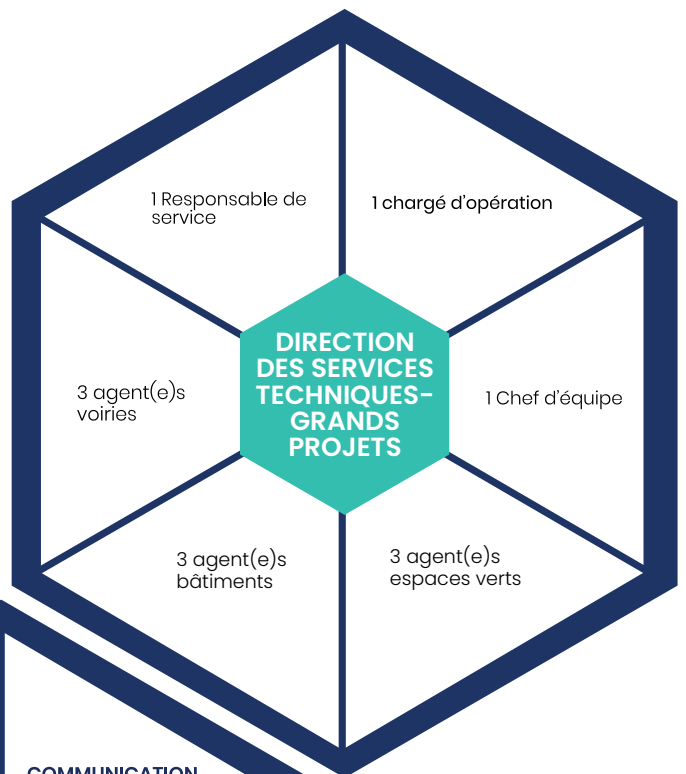 1 Responsable de
service
1 chargé d'opération
DIRECTION
DES SERVICES
TECHNIQUES-
GRANDS
PROJETS
3 agent(e)s
voiries
1 Chef d'équipe
3 agent(e)s
bâtiments
3 agent(e)s
espaces verts
COMMUNICATION